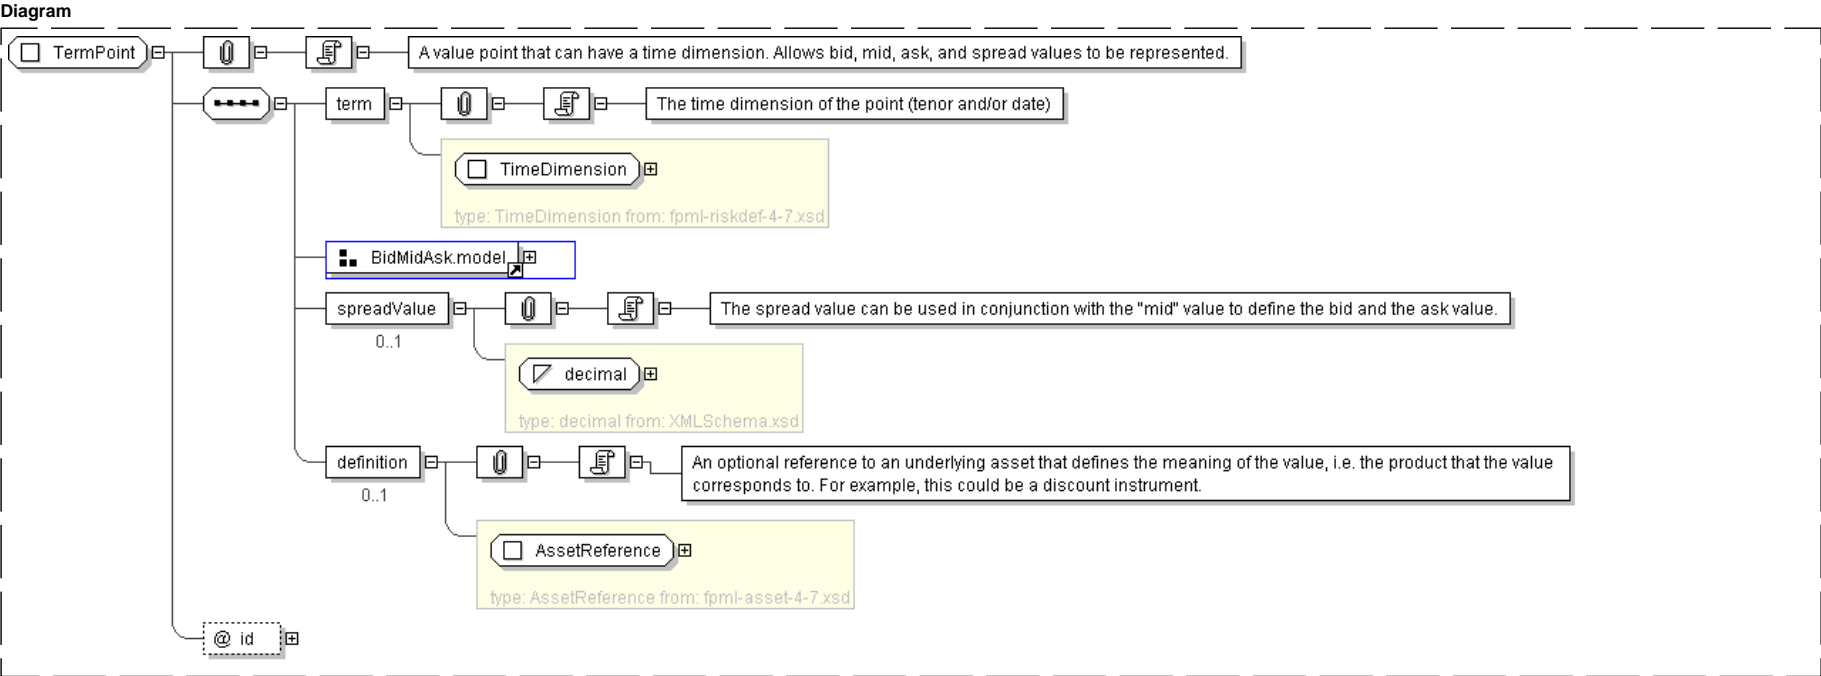 Diagram
TermPoint
A value point that can have a time dimension. Allows bid, mid, ask, and spread values to be represented.
term
The time dimension of the point (tenor and/or date)
TimeDimension
type: TimeDimension from: fpml-riskdef-4-7.xsd
BidMidAsk.model
spreadValue
The spread value can be used in conjunction with the "mid" value to define the bid and the ask value.
0..1
decimal
type: decimal from: XMLSchema.xsd
definition
An optional reference to an underlying asset that defines the meaning of the value, i.e. the product that the value
corresponds to. For example, this could be a discount instrument.
0..1
AssetReference
type: AssetReference from: fpml-asset-4-7.xsd
@ id